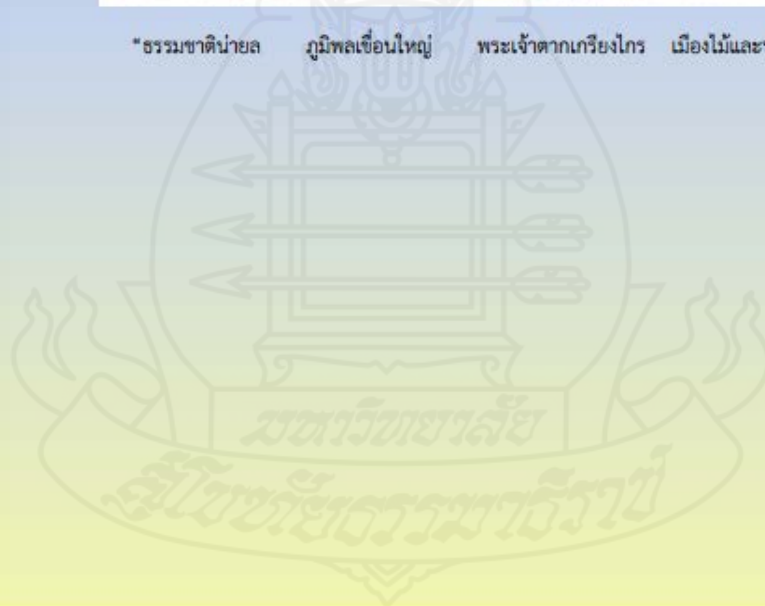 "ธรรมชาติน่ายล ภูมิพลเขื่อนใหญ่ พระเจ้าตากเกรียงไกร เมืองไม้และ
มหาวิทยาลัย
สุโขทัยธรรมาธิราช